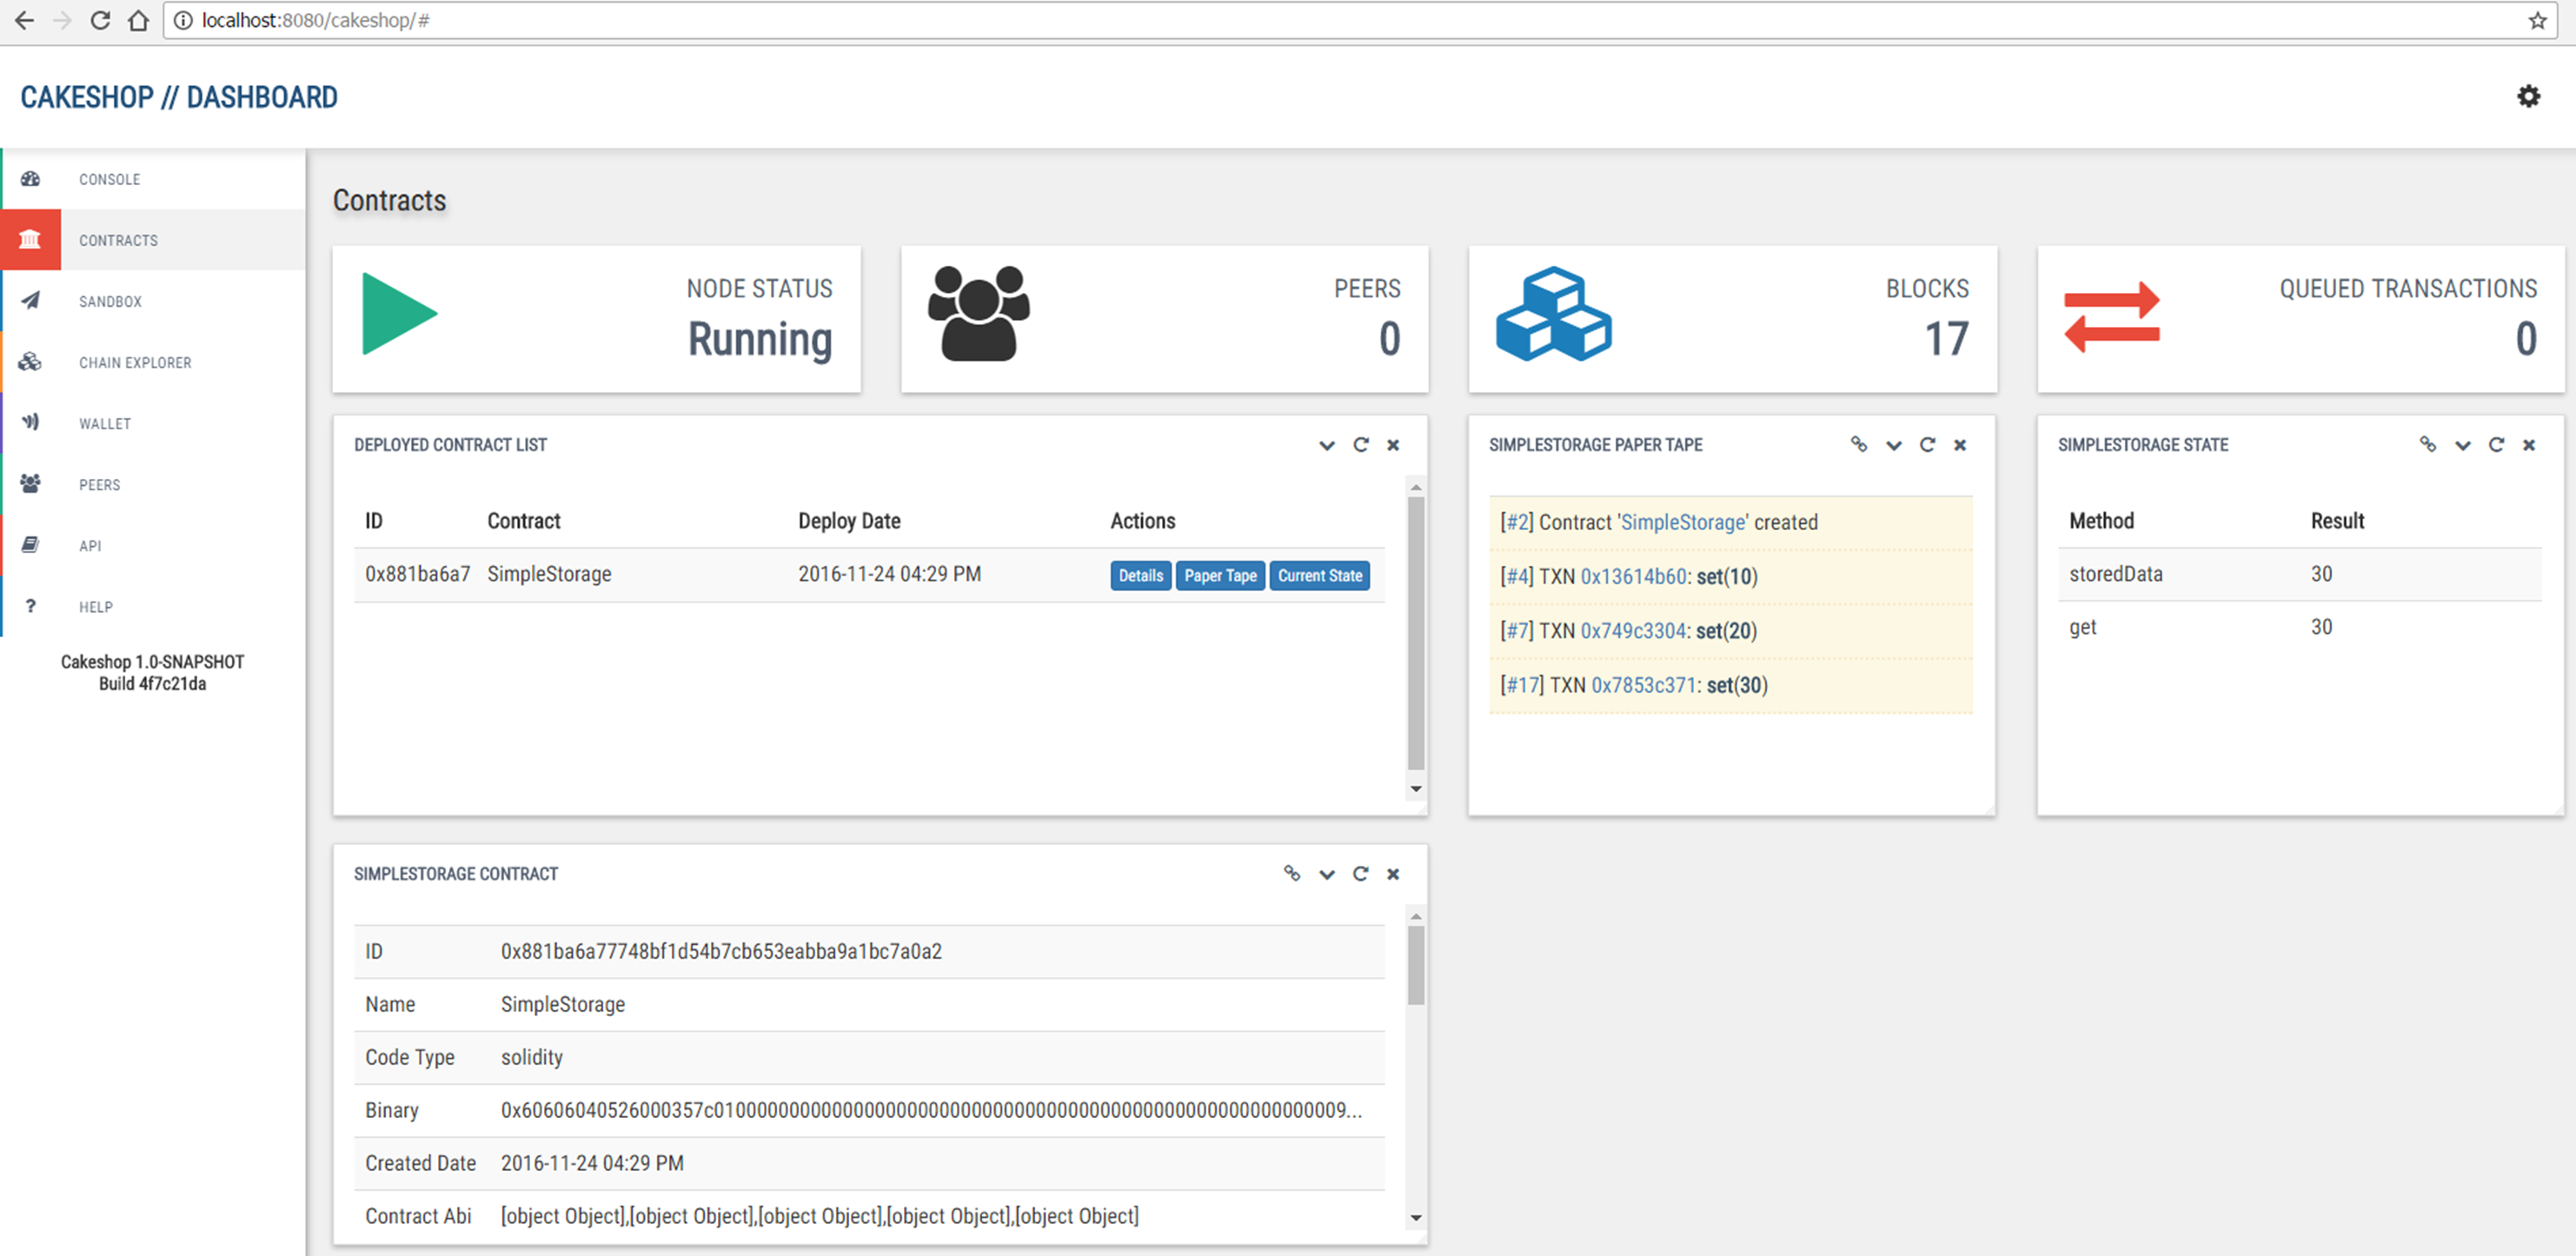 localhost:8080/cakeshop/#
CAKESHOP // DASHBOARD
CONSOLE
CONTRACTS
SANDBOX
CHAIN EXPLORER
WALLET
PEERS
API
? HELP
Cakeshop 1.0-SNAPSHOT
Build 4f7c21da
Contracts
NODE STATUS
Running
PEERS
0
BLOCKS
17
QUEUED TRANSACTIONS
0
DEPLOYED CONTRACT LIST
ID Contract Deploy Date Actions
0x881ba6a7 SimpleStorage 2016-11-24 04:29 PM Details Paper Tape Current State
SIMPLESTORAGE PAPER TAPE
[#2] Contract 'SimpleStorage' created
[#4] TXN 0x13614b60: set(10)
[#7] TXN 0x749c3304: set(20)
[#17] TXN 0x7853c371: set(30)
SIMPLESTORAGE STATE
Method Result
storedData 30
get 30
SIMPLESTORAGE CONTRACT
ID 0x881ba6a77748bf1d54b7cb653eabba9a1bc7a0a2
Name SimpleStorage
Code Type solidity
Created Date 2016-11-24 04:29 PM
Contract Abi [object Object],[object Object],[object Object],[object Object],[object Object]